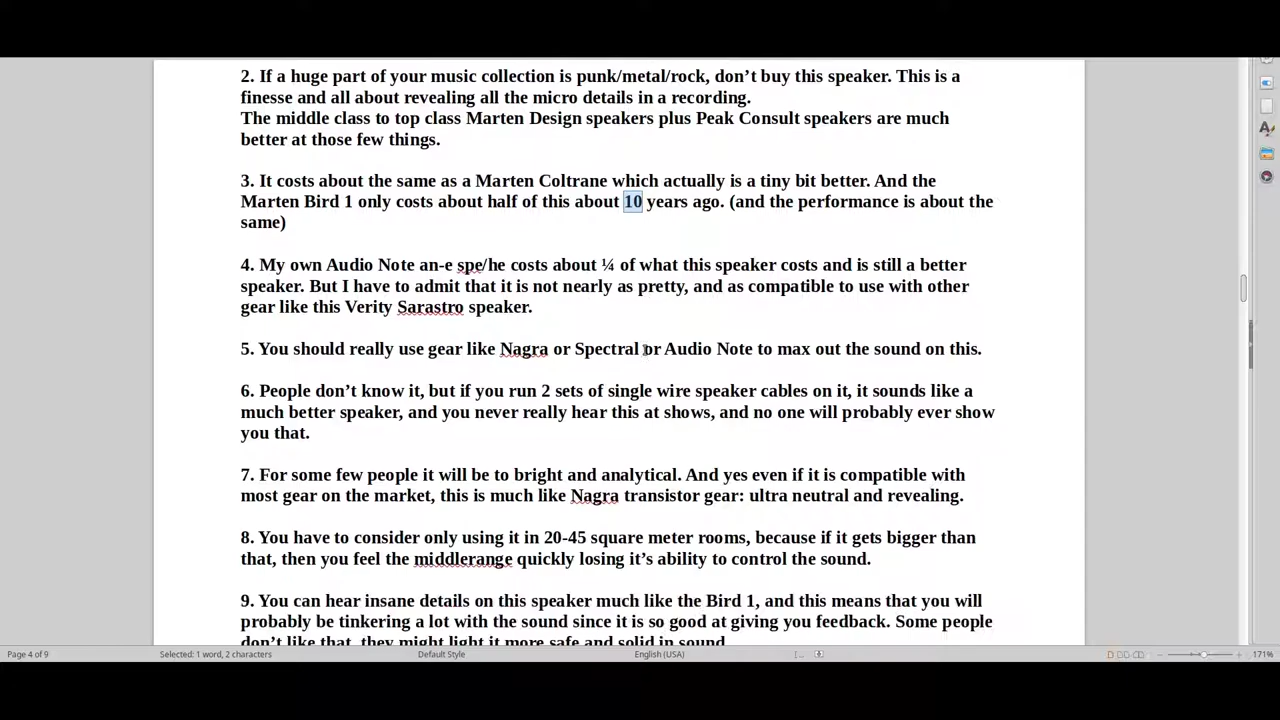 2. If a huge part of your music collection is punk/metal/rock, don’t buy this speaker. This is a
finesse and all about revealing all the micro details in a recording.
The middle class to top class Marten Design speakers plus Peak Consult speakers are much
better at those few things.
3. It costs about the same as a Marten Coltrane which actually is a tiny bit better. And the
Marten Bird 1 only costs about half of this about 10 years ago. (and the performance is about the
same)
4. My own Audio Note an-e spe/he costs about ¼ of what this speaker costs and is still a better
speaker. But I have to admit that it is not nearly as pretty, and as compatible to use with other
gear like this Verity Sarastro speaker.
5. You should really use gear like Nagra or Spectral or Audio Note to max out the sound on this.
6. People don’t know it, but if you run 2 sets of single wire speaker cables on it, it sounds like a
much better speaker, and you never really hear this at shows, and no one will probably ever show
you that.
7. For some few people it will be to bright and analytical. And yes even if it is compatible with
most gear on the market, this is much like Nagra transistor gear: ultra neutral and revealing.
8. You have to consider only using it in 20-45 square meter rooms, because if it gets bigger than
that, then you feel the middlerange quickly losing it’s ability to control the sound.
9. You can hear insane details on this speaker much like the Bird 1, and this means that you will
probably be tinkering a lot with the sound since it is so good at giving you feedback. Some people
don’t like that, they might light it more safe and solid in sound.
Page 4 of 9
Selected: 1 word, 2 characters
Default Style
English (USA)
171%